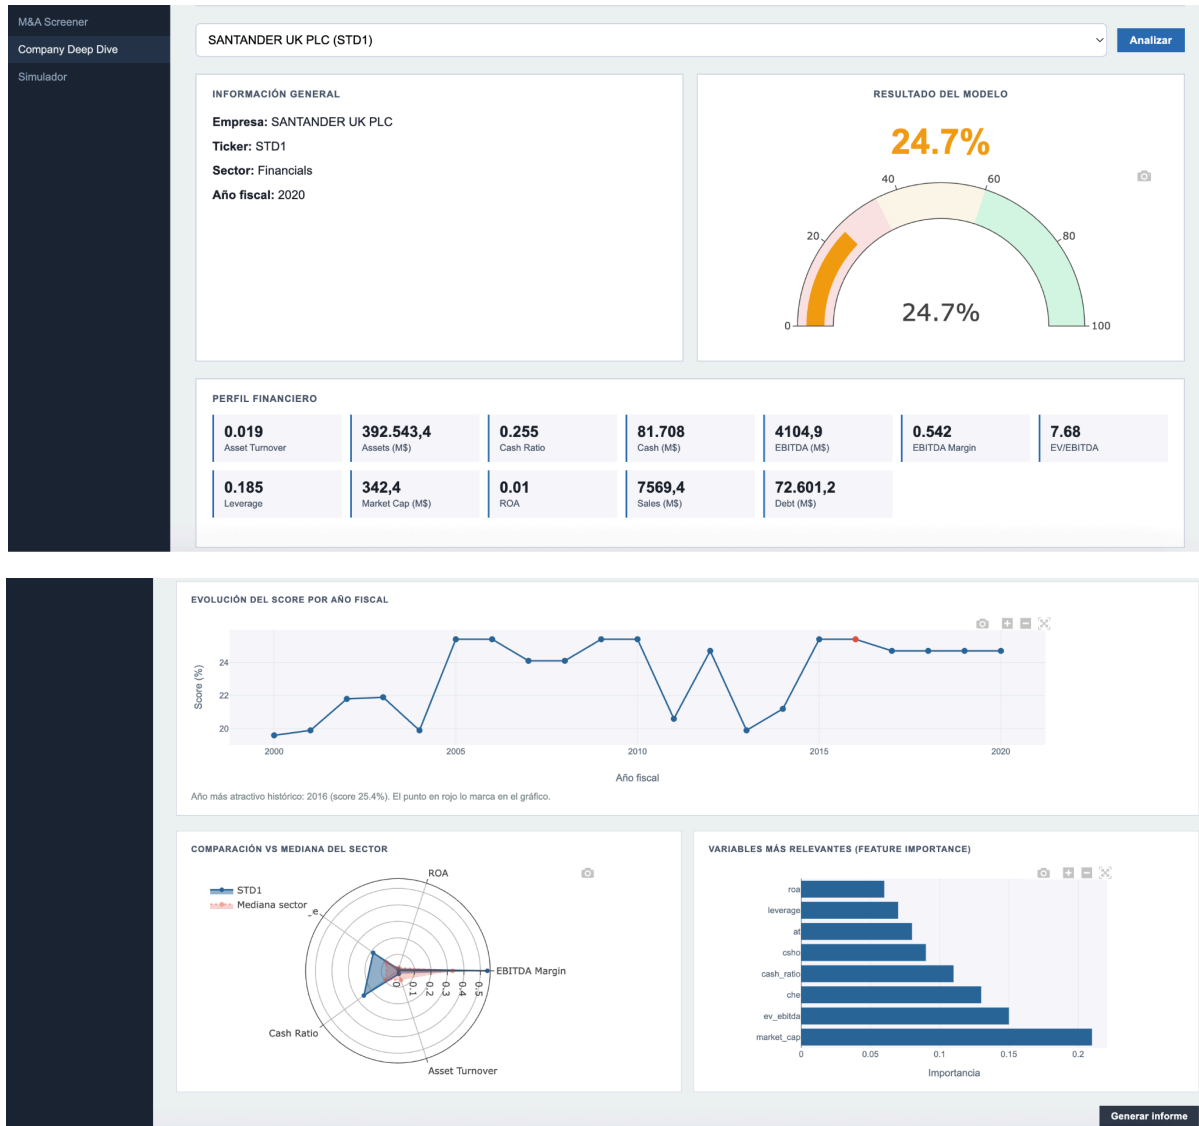 M&A Screener
Company Deep Dive
Simulador
SANTANDER UK PLC (STD1)
Analizar
INFORMACIÓN GENERAL
Empresa: SANTANDER UK PLC
Ticker: STD1
Sector: Financials
Año fiscal: 2020
RESULTADO DEL MODELO
24.7%
0
20
40
60
80
100
24.7%
PERFIL FINANCIERO
0.019
Asset Turnover
392.543,4
Assets (M$)
0.255
Cash Ratio
81.708
Cash (M$)
4104,9
EBITDA (M$)
0.542
EBITDA Margin
7.68
EV/EBITDA
0.185
Leverage
342,4
Market Cap (M$)
0.01
ROA
7569,4
Sales (M$)
72.601,2
Debt (M$)
EVOLUCIÓN DEL SCORE POR AÑO FISCAL
Score (%)
24
22
20
2000
2005
2010
2015
2020
Año fiscal
Año más atractivo histórico: 2016 (score 25.4%). El punto en rojo lo marca en el gráfico.
COMPARACIÓN VS MEDIANA DEL SECTOR
STD1
Mediana sector
ROA
_e
EBITDA Margin
0
0.1
0.2
0.3
0.4
0.5
Cash Ratio
Asset Turnover
VARIABLES MÁS RELEVANTES (FEATURE IMPORTANCE)
roa
leverage
at
csho
cash_ratio
che
ev_ebitda
market_cap
0
0.05
0.1
0.15
0.2
Importancia
Generar informe